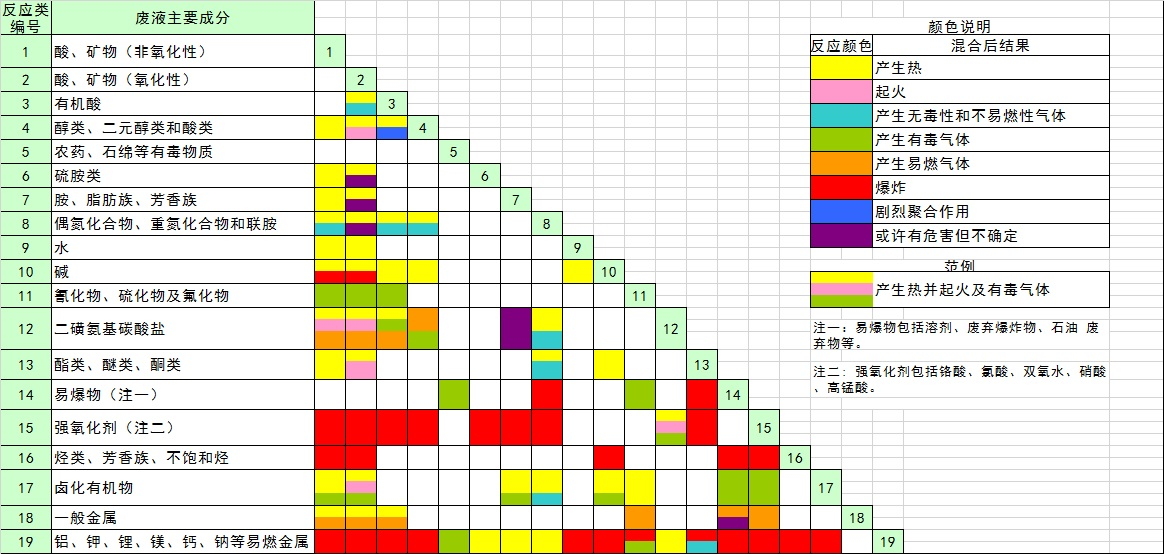 反应类
编号
废液主要成分
1 酸、矿物（非氧化性） 1
2 酸、矿物（氧化性） 2
3 有机酸 3
4 醇类、二元醇类和酸类 4
5 农药、石绵等有毒物质 5
6 硫胺类 6
7 胺、脂肪族、芳香族 7
8 偶氮化合物、重氮化合物和联胺 8
9 水 9
10 碱 10
11 氰化物、硫化物及氟化物 11
12 二磺氨基碳酸盐 12
13 酯类、醚类、酮类 13
14 易爆物（注一） 14
15 强氧化剂（注二） 15
16 烃类、芳香族、不饱和烃 16
17 卤化有机物 17
18 一般金属 18
19 铝、钾、锂、镁、钙、钠等易燃金属 19
颜色说明
反应颜色 混合后结果
产生热
起火
产生无毒性和不易燃性气体
产生有毒气体
产生易燃气体
爆炸
剧烈聚合作用
或许有危害但不确定
范例
产生热并起火及有毒气体
注一：易爆物包括溶剂、废弃爆炸物、石油 废
弃物等。
注二：强氧化剂包括铬酸、氯酸、双氧水、硝酸
、高锰酸。